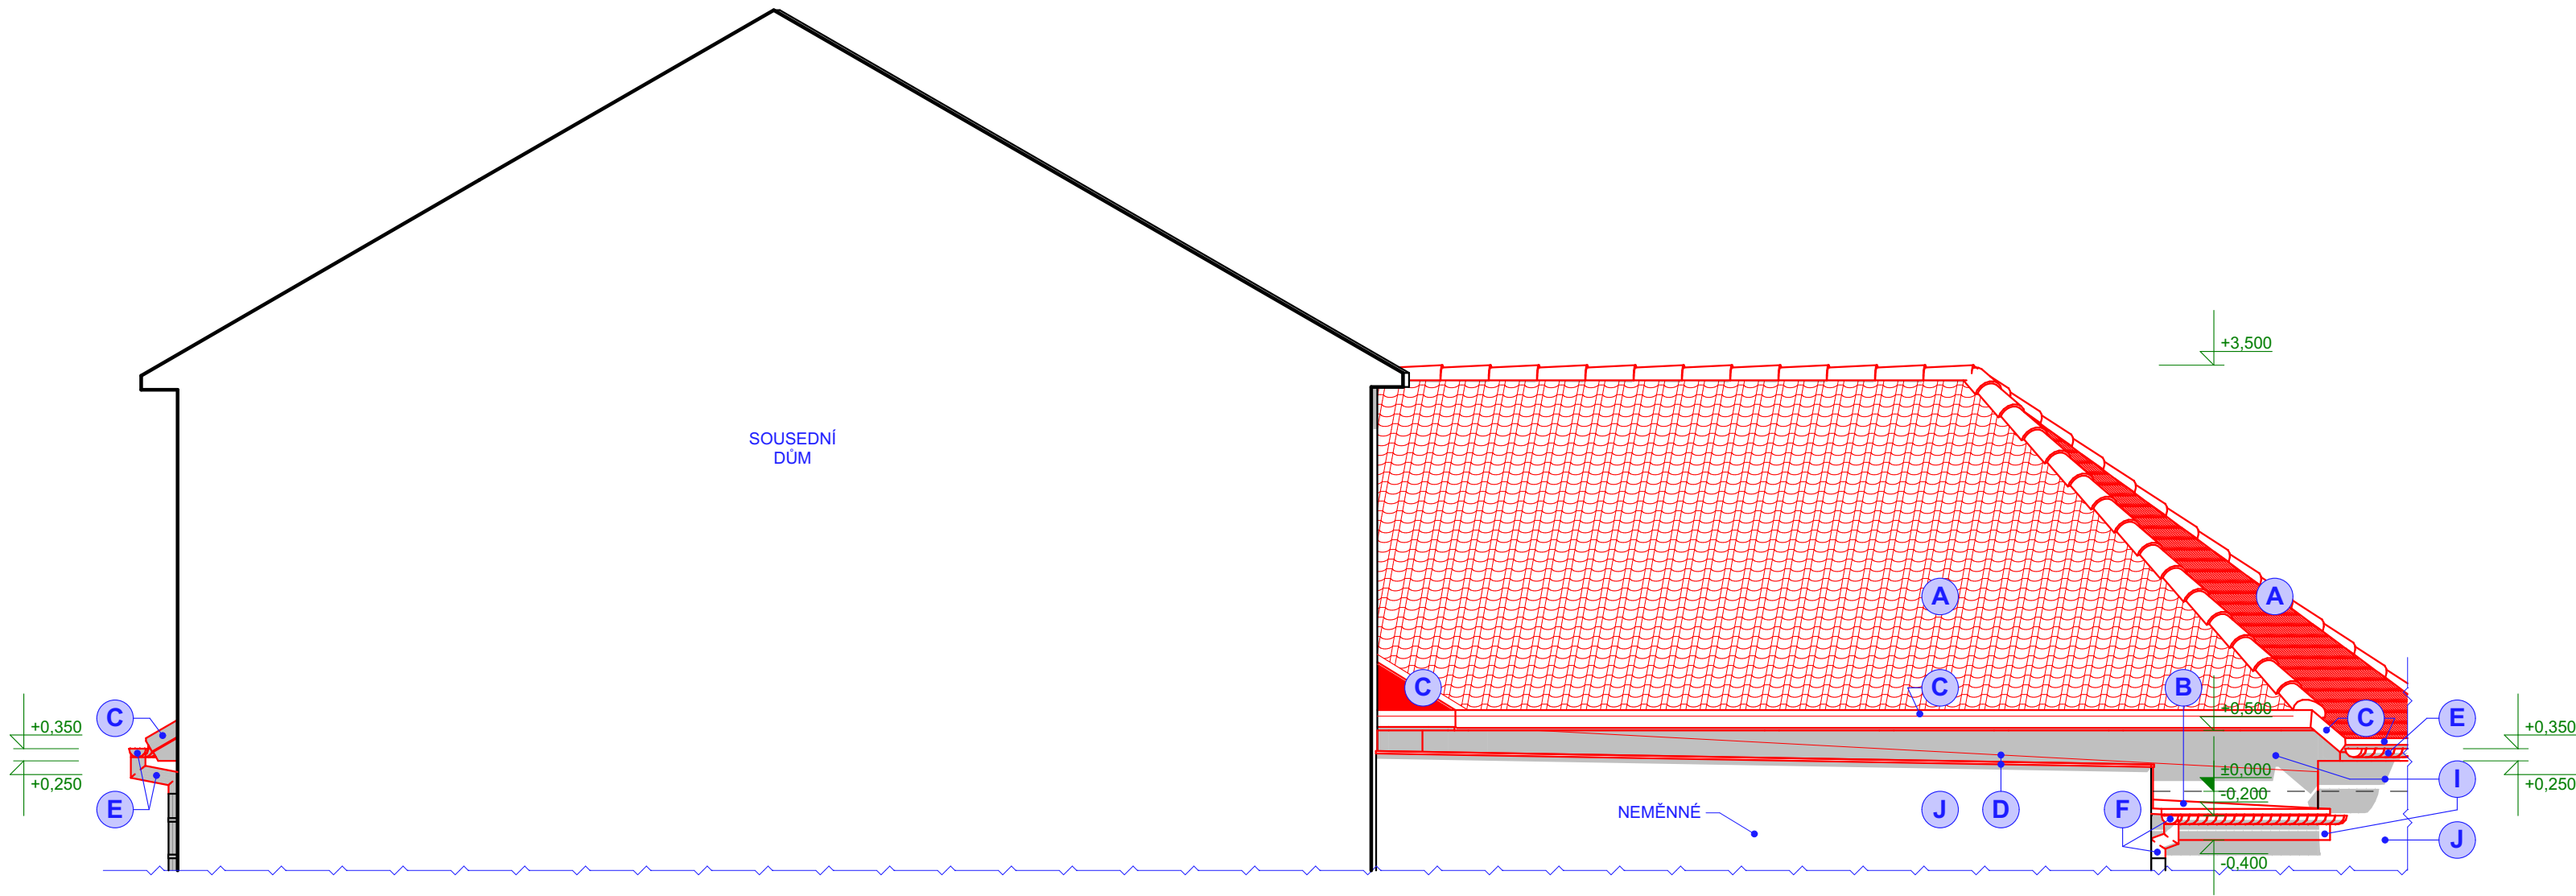 +3,500
SOUSEDNÍ
DŮM
A
A
C
C
B
+0,500
C
C
E
+0,350
+0,350
±0,000
I
+0,250
+0,250
E
-0,200
NEMĚNNÉ
J
D
F
J
-0,400